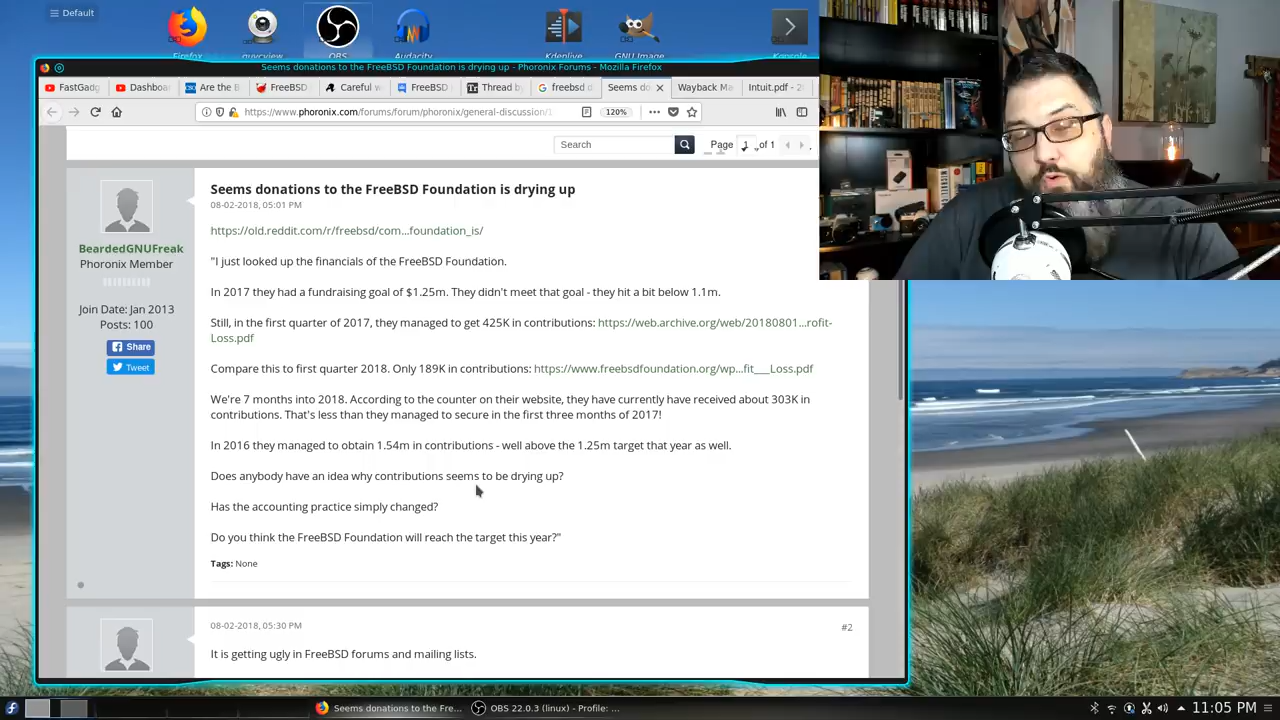 Default
Firefox
guvcview
OBS
Audacity
Kdenlive
GNU Image
Konsole
Seems donations to the FreeBSD Foundation is drying up - Phoronix Forums - Mozilla Firefox
FastGadg
Dashboa
Are the B
FreeBSD
Careful w
FreeBSD
Thread by
freebsd d
Seems do
Wayback Ma
Intuit.pdf - 2
https://www.phoronix.com/forums/forum/phoronix/general-discussion/1
120%
Search
Page 1 of 1
Seems donations to the FreeBSD Foundation is drying up
08-02-2018, 05:01 PM
BeardedGNUFreak
Phoronix Member
Join Date: Jan 2013
Posts: 100
Share
Tweet
https://old.reddit.com/r/freebsd/com...foundation_is/
"I just looked up the financials of the FreeBSD Foundation.
In 2017 they had a fundraising goal of $1.25m. They didn't meet that goal - they hit a bit below 1.1m.
Still, in the first quarter of 2017, they managed to get 425K in contributions: https://web.archive.org/web/20180801...rofit-
Loss.pdf
Compare this to first quarter 2018. Only 189K in contributions: https://www.freebsdfoundation.org/wp...fit___Loss.pdf
We're 7 months into 2018. According to the counter on their website, they have currently have received about 303K in
contributions. That's less than they managed to secure in the first three months of 2017!
In 2016 they managed to obtain 1.54m in contributions - well above the 1.25m target that year as well.
Does anybody have an idea why contributions seems to be drying up?
Has the accounting practice simply changed?
Do you think the FreeBSD Foundation will reach the target this year?"
Tags: None
08-02-2018, 05:30 PM
#2
It is getting ugly in FreeBSD forums and mailing lists.
Seems donations to the Fre...
OBS 22.0.3 (linux) - Profile: ...
11:05 PM